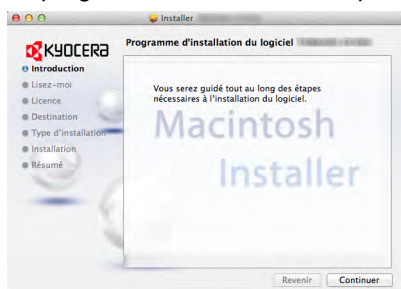 Installer
KYOCERA
Programme d'installation du logiciel
Introduction
Lisez-moi
Licence
Destination
Type d'installation
Installation
Résumé
Vous serez guidé tout au long des étapes
nécessaires à l'installation du logiciel.
Macintosh
Installer
Revenir
Continuer